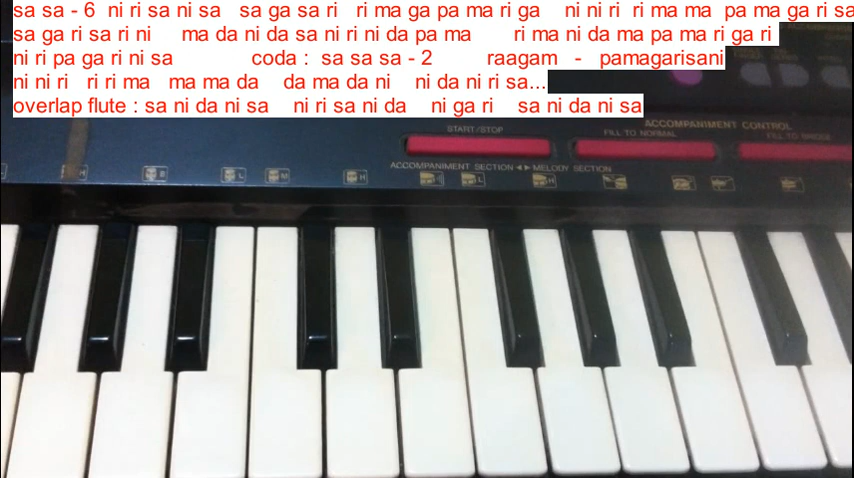 sa sa - 6 ni ri sa ni sa sa ga sa ri ri ma ga pa ma ri ga ni ni ri ri ma ma pa ma ga ri sa
sa ga ri sa ri ni ma da ni da sa ni ri ni da pa ma ri ma ni da ma pa ma ri ga ri
ni ri pa ga ri ni sa coda : sa sa sa - 2 raagam - pamagarisani
ni ni ri ri ri ma ma ma da da ma da ni ni da ni ri sa...
overlap flute : sa ni da ni sa ni ri sa ni da ni ga ri sa ni da ni sa
START / STOP
ACCOMPANIMENT CONTROL
FILL TO NORMAL
FILL TO BRIDGE
ACCOMPANIMENT SECTION ◄► MELODY SECTION
H B L M H L H